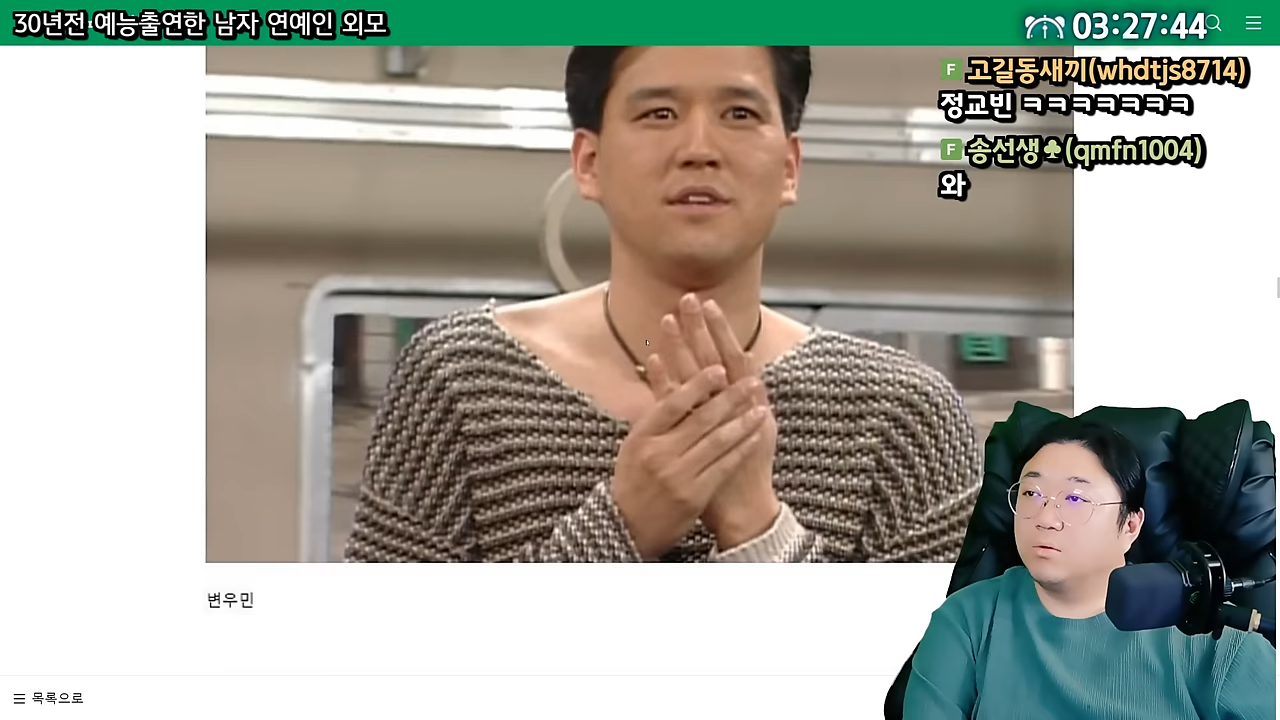 30년전 예능출연한 남자 연예인 외모
03:27:44
F 고길동새끼(whdtjs8714)
정교빈 ㅋㅋㅋㅋㅋㅋㅋ
F 송선생♣(qmfn1004)
와
변우민
목록으로